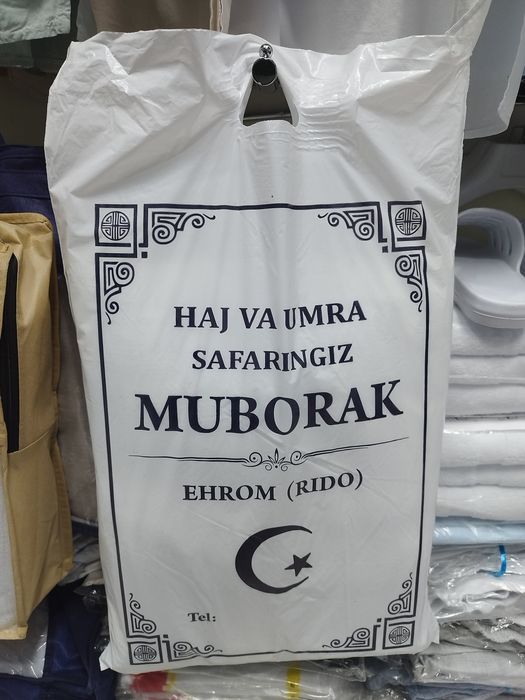 HAJ VA UMRA
SAFARINGIZ
MUBORAK
EHROM (RIDO)
Tel: